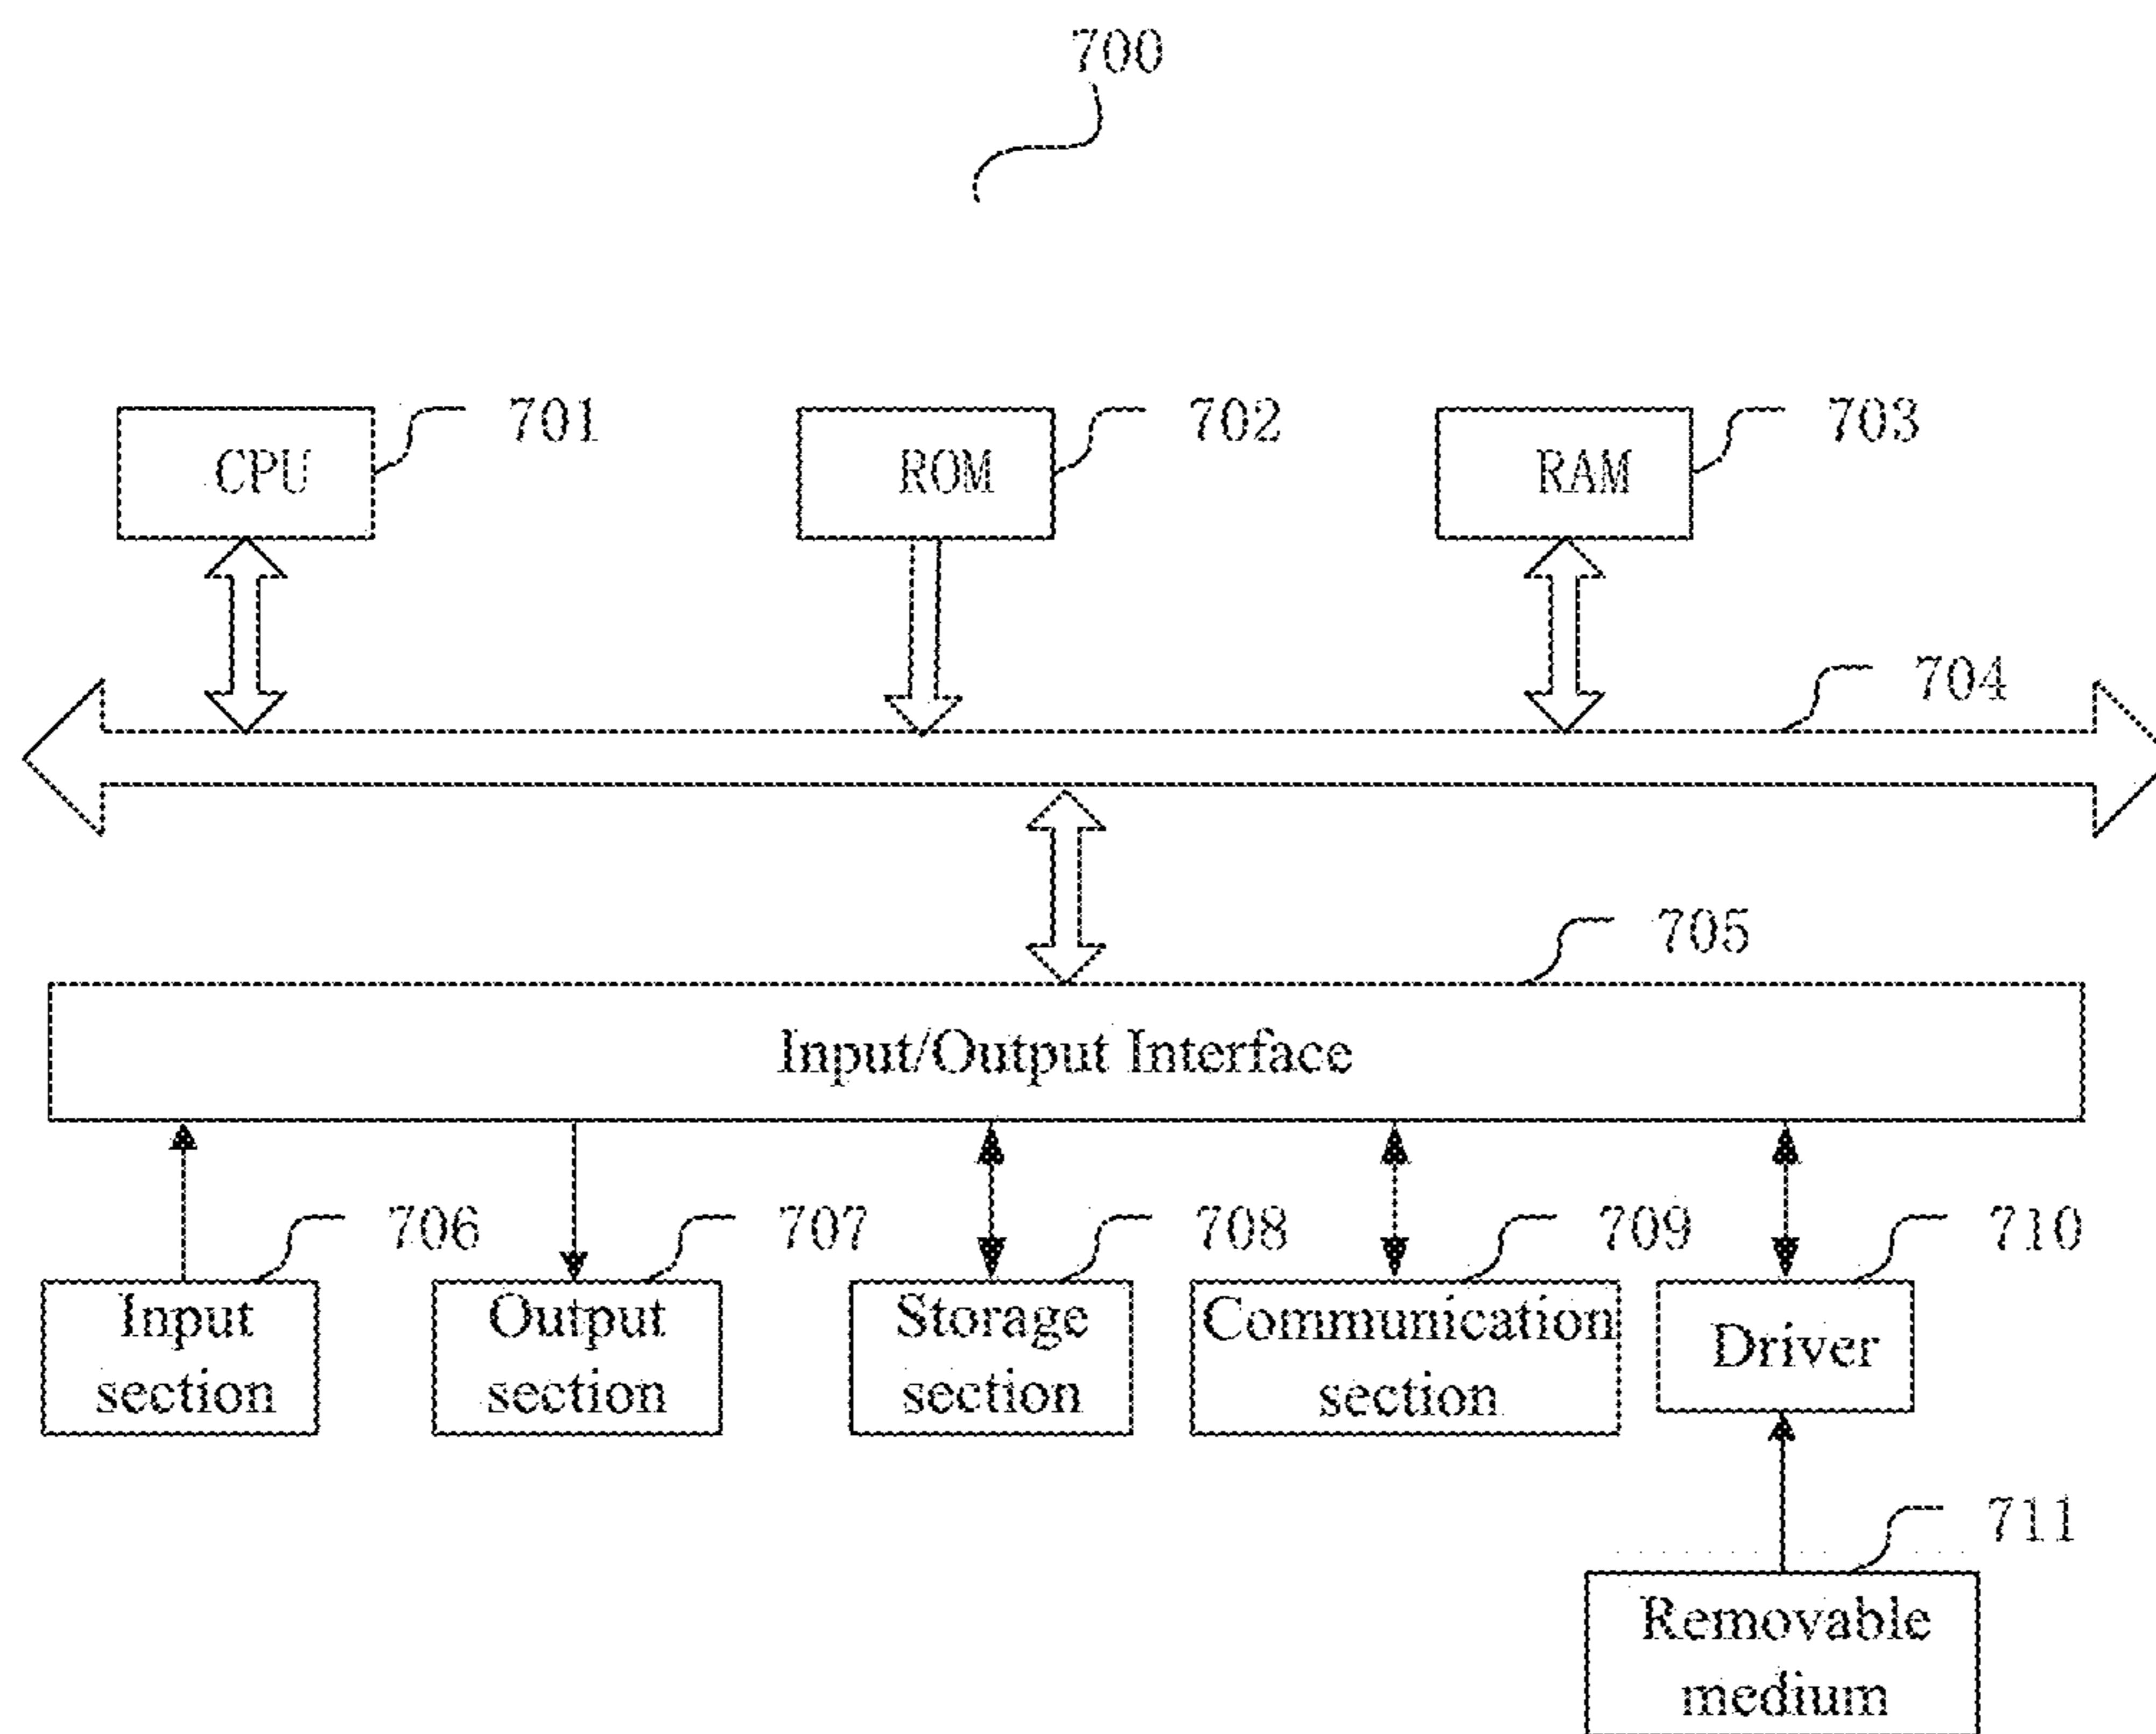 700
CPU
701
ROM
702
RAM
703
704
705
Input/Output Interface
706
707
708
709
710
Input
section
Output
section
Storage
section
Communication
section
Driver
711
Removable
medium